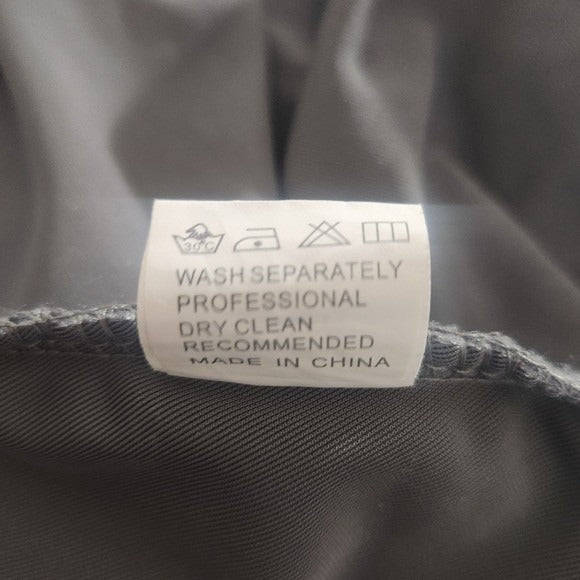 30°C
WASH SEPARATELY
PROFESSIONAL
DRY CLEAN
RECOMMENDED
MADE IN CHINA